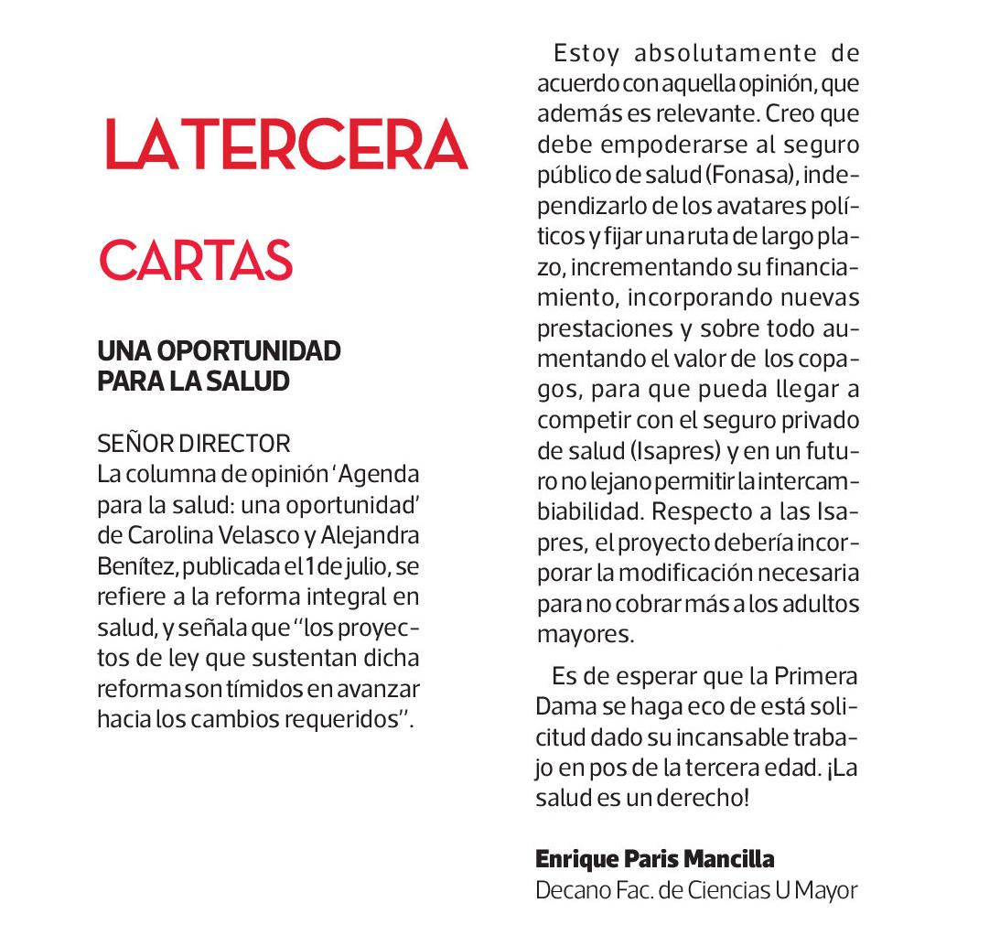 LA TERCERA
CARTAS
UNA OPORTUNIDAD
PARA LA SALUD
SEÑOR DIRECTOR
La columna de opinión ‘Agenda
para la salud: una oportunidad’
de Carolina Velasco y Alejandra
Benítez, publicada el 1 de julio, se
refiere a la reforma integral en
salud, y señala que “los proyec-
tos de ley que sustentan dicha
reforma son tímidos en avanzar
hacia los cambios requeridos”.
Estoy absolutamente de
acuerdo con aquella opinión, que
además es relevante. Creo que
debe empoderarse al seguro
público de salud (Fonasa), inde-
pendizarlo de los avatares polí-
ticos y fijar una ruta de largo pla-
zo, incrementando su financia-
miento, incorporando nuevas
prestaciones y sobre todo au-
mentando el valor de los copa-
gos, para que pueda llegar a
competir con el seguro privado
de salud (Isapres) y en un futu-
ro no lejano permitir la intercam-
biabilidad. Respecto a las Isa-
pres, el proyecto debería incor-
porar la modificación necesaria
para no cobrar más a los adultos
mayores.
Es de esperar que la Primera
Dama se haga eco de está soli-
citud dado su incansable traba-
jo en pos de la tercera edad. ¡La
salud es un derecho!
Enrique Paris Mancilla
Decano Fac. de Ciencias U Mayor